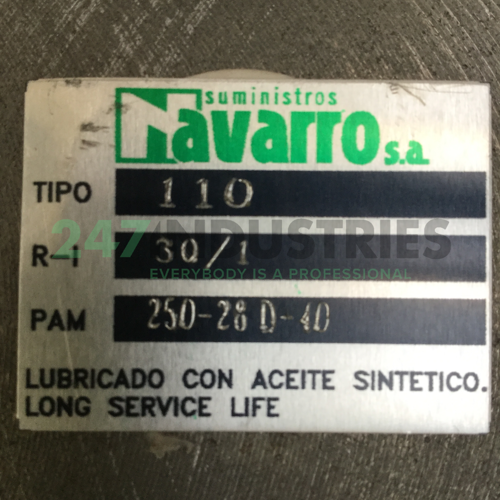 suministros
Navarro s.a.
TIPO 110
247INDUSTRIES
R-1 30/1
EVERYBODY IS A PROFESSIONAL
PAM 250-28 D-40
LUBRICADO CON ACEITE SINTETICO.
LONG SERVICE LIFE